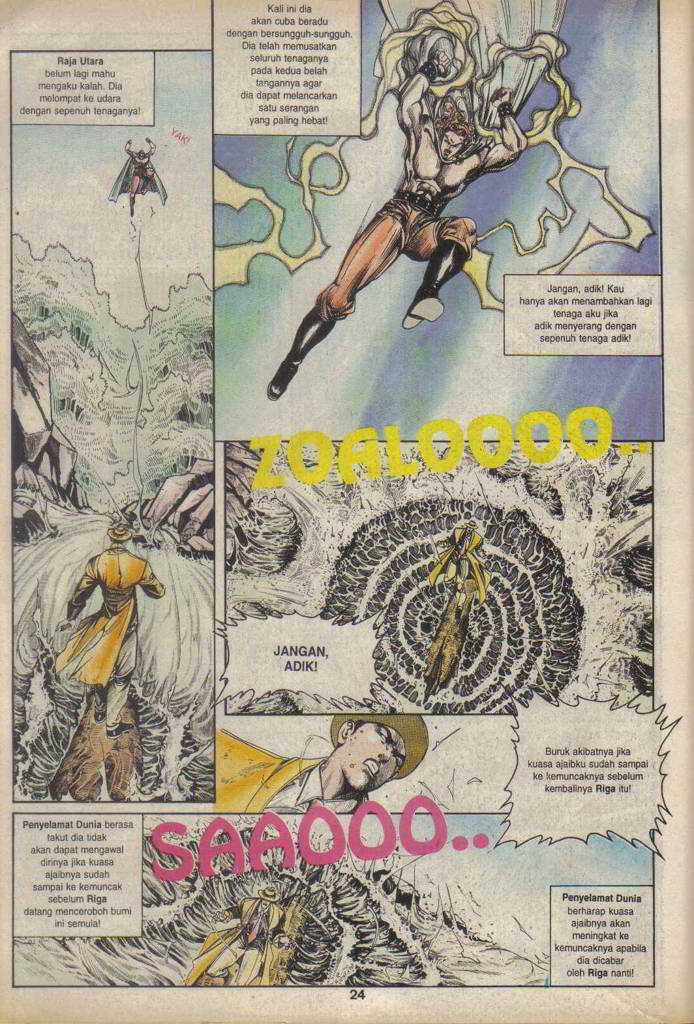 Raja Utara
belum lagi mahu
mengaku kalah. Dia
melompat ke udara
dengan sepenuh tenaganya!
YAK!
Kali ini dia
akan cuba beradu
dengan bersungguh-sungguh.
Dia telah memusatkan
seluruh tenaganya
pada kedua belah
tangannya agar
dia dapat melancarkan
satu serangan
yang paling hebat!
Jangan, adik! Kau
hanya akan menambahkan lagi
tenaga aku jika
adik menyerang dengan
sepenuh tenaga adik!
ZOALOOOO..
JANGAN,
ADIK!
Buruk akibatnya jika
kuasa ajaibku sudah sampai
ke kemuncaknya sebelum
kembalinya Riga itu!
Penyelamat Dunia berasa
takut dia tidak
akan dapat mengawal
dirinya jika kuasa
ajaibnya sudah
sampai ke kemuncak
sebelum Riga
datang menceroboh bumi
ini semula!
SAAOOO..
Penyelamat Dunia
berharap kuasa
ajaibnya akan
meningkat ke
kemuncaknya apabila
dia dicabar
oleh Riga nanti!
24